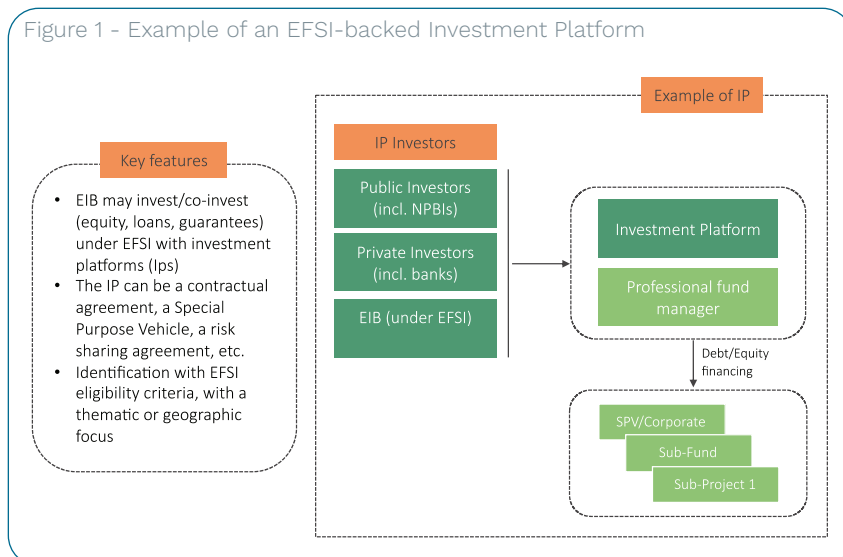 Figure 1 - Example of an EFSI-backed Investment Platform
Example of IP
Key features
• EIB may invest/co-invest
(equity, loans, guarantees)
under EFSI with investment
platforms (Ips)
• The IP can be a contractual
agreement, a Special
Purpose Vehicle, a risk
sharing agreement, etc.
• Identification with EFSI
eligibility criteria, with a
thematic or geographic
focus
IP Investors
Public Investors
(incl. NPBIs)
Private Investors
(incl. banks)
EIB (under EFSI)
Investment Platform
Professional fund
manager
Debt/Equity
financing
SPV/Corporate
Sub-Fund
Sub-Project 1